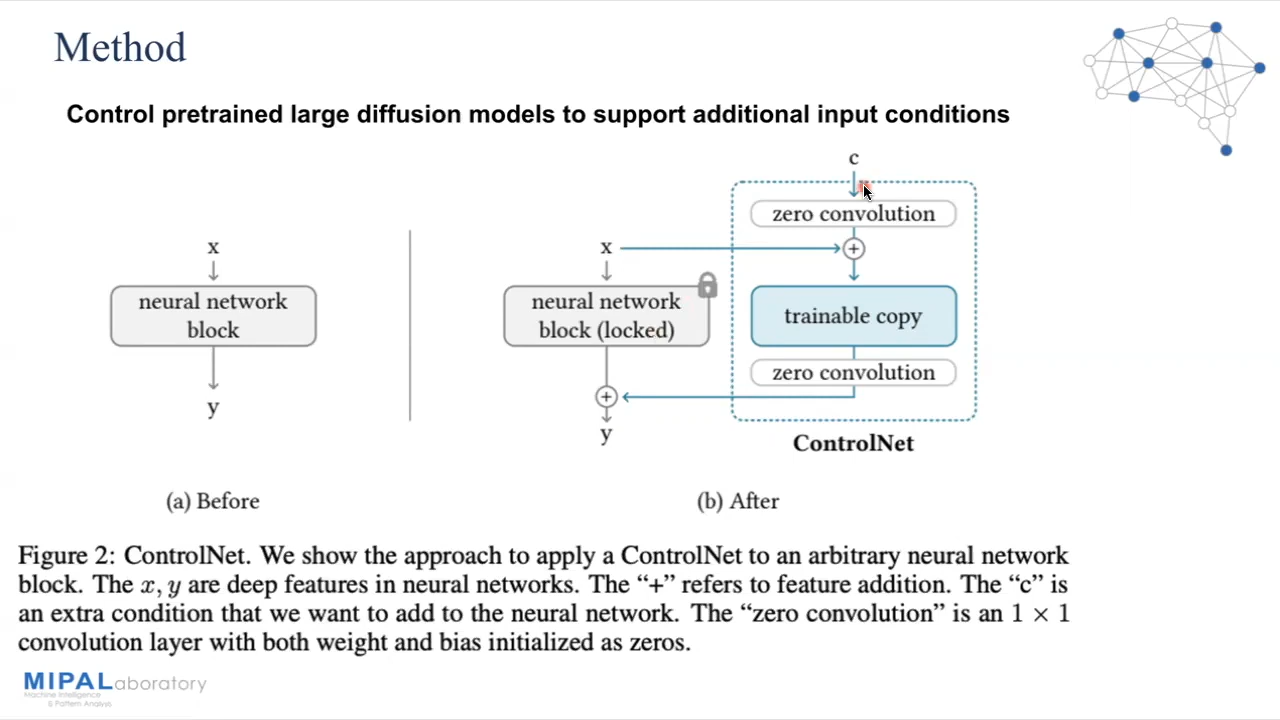 Method
Control pretrained large diffusion models to support additional input conditions
c
zero convolution
x
x
+
neural network
block
neural network
block (locked)
trainable copy
zero convolution
+
y
y
ControlNet
(a) Before
(b) After
Figure 2: ControlNet. We show the approach to apply a ControlNet to an arbitrary neural network
block. The x, y are deep features in neural networks. The “+” refers to feature addition. The “c” is
an extra condition that we want to add to the neural network. The “zero convolution” is an 1 × 1
convolution layer with both weight and bias initialized as zeros.
MIPALaboratory
Machine Intelligence
& Pattern Analysis